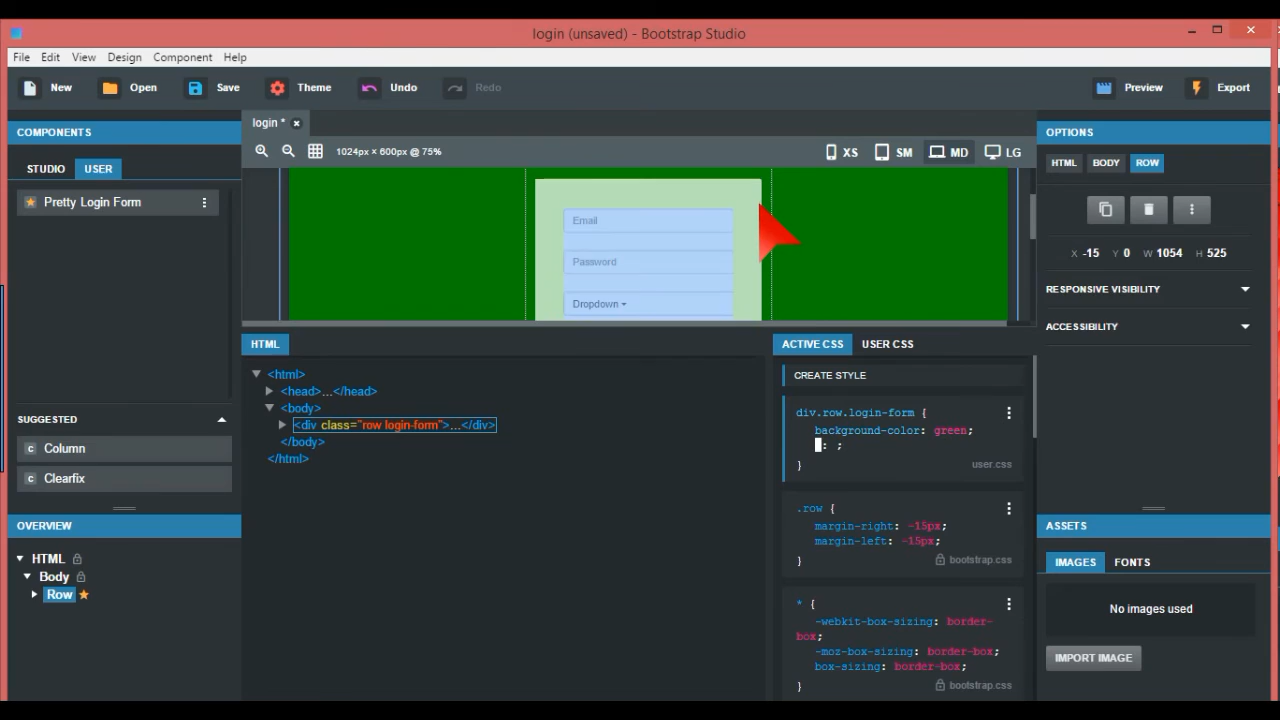 login (unsaved) - Bootstrap Studio
File Edit View Design Component Help
New Open Save Theme Undo Redo Preview Export
COMPONENTS
STUDIO USER
Pretty Login Form
SUGGESTED
Column
Clearfix
OVERVIEW
HTML
Body
Row
login *
1024px × 600px @ 75%
XS SM MD LG
Email
Password
Dropdown
HTML
<html>
<head>...</head>
<body>
<div class="row login-form">...</div>
</body>
</html>
ACTIVE CSS USER CSS
CREATE STYLE
div.row.login-form {
background-color: green;
: ;
}
user.css
.row {
margin-right: -15px;
margin-left: -15px;
}
bootstrap.css
* {
-webkit-box-sizing: border-
box;
-moz-box-sizing: border-box;
box-sizing: border-box;
}
bootstrap.css
OPTIONS
HTML BODY ROW
X -15 Y 0 W 1054 H 525
RESPONSIVE VISIBILITY
ACCESSIBILITY
ASSETS
IMAGES FONTS
No images used
IMPORT IMAGE